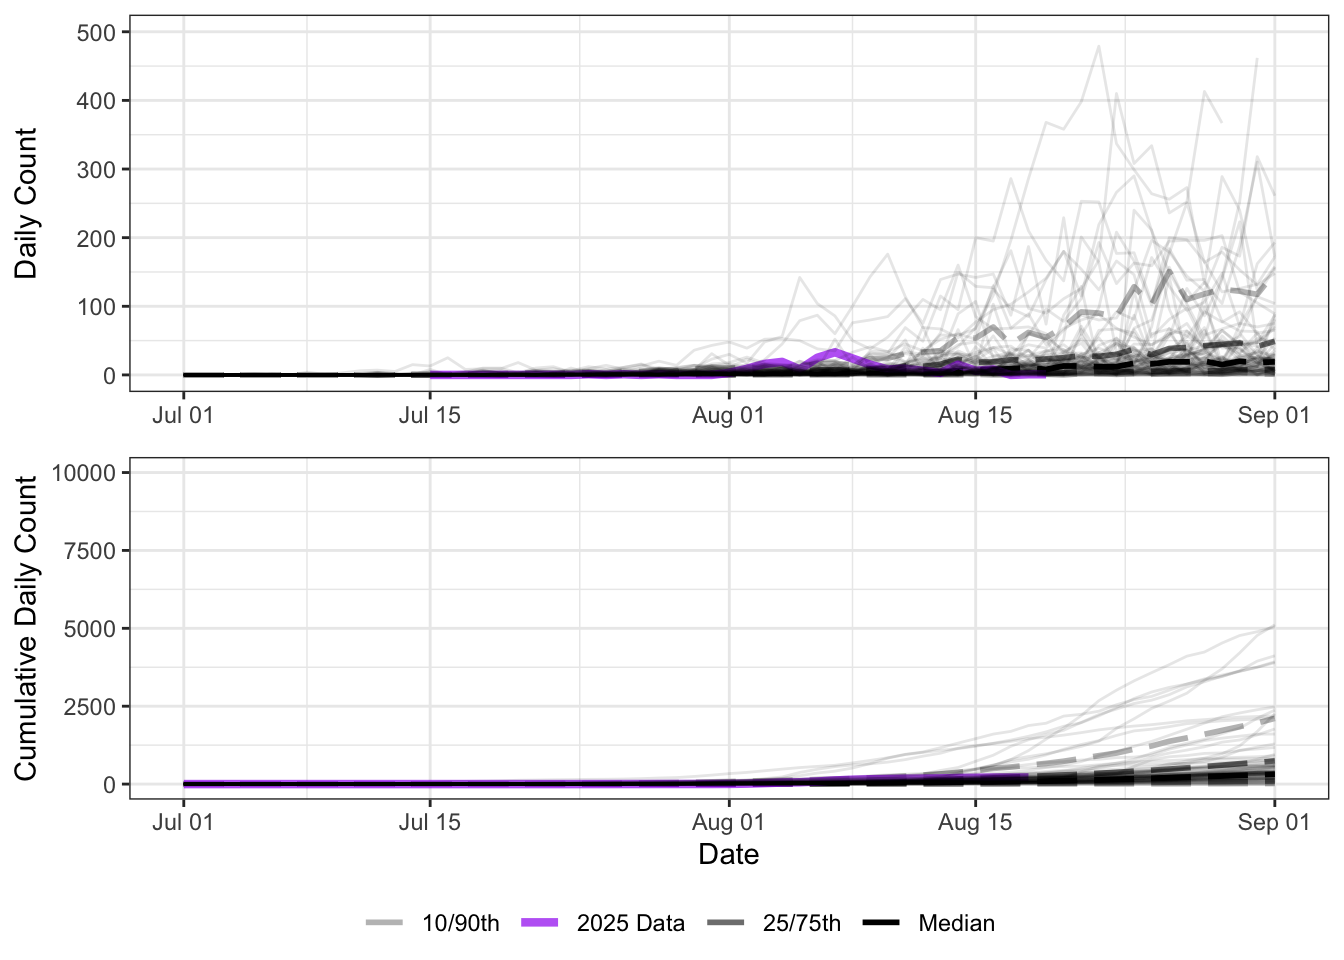 Daily Count
500
400
300
200
100
0
Jul 01 Jul 15 Aug 01 Aug 15 Sep 01
Cumulative Daily Count
10000
7500
5000
2500
0
Jul 01 Jul 15 Aug 01 Aug 15 Sep 01
Date
10/90th 2025 Data 25/75th Median